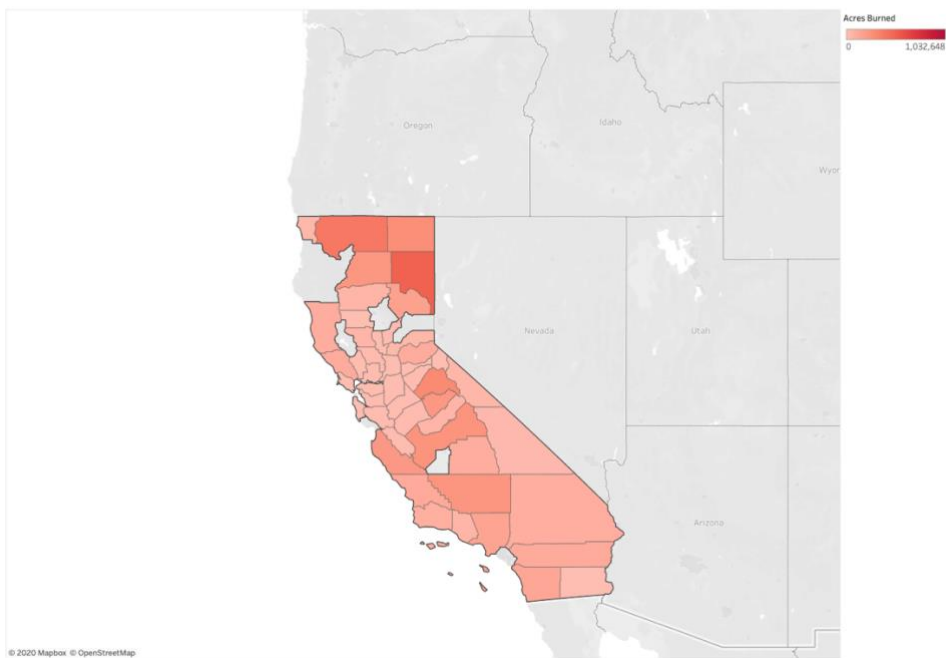 Acres Burned
0 1,032,648
Oregon
Idaho
Wyor
Nevada
Utah
Arizona
© 2020 Mapbox © OpenStreetMap